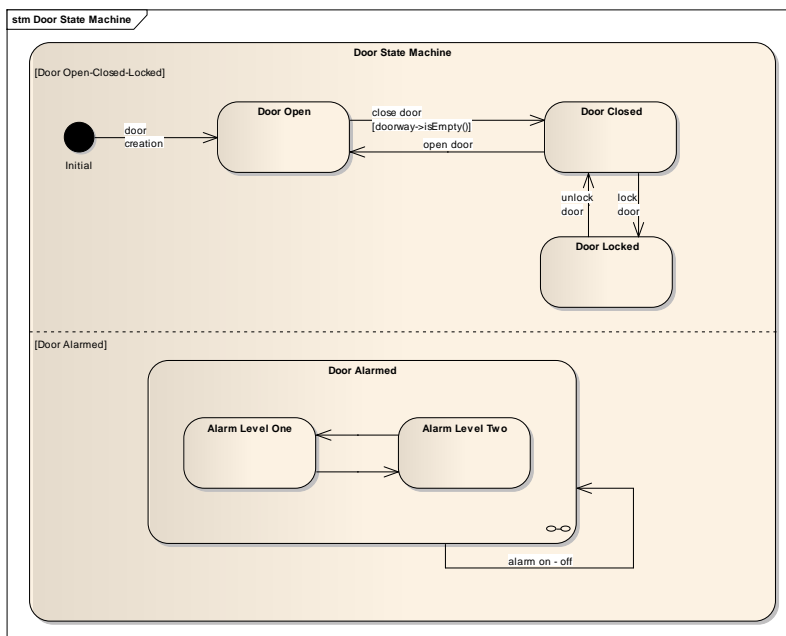 stm Door State Machine
Door State Machine
[Door Open-Closed-Locked]
Door Open
Door Closed
door
creation
close door
[doorway->isEmpty()]
open door
Initial
unlock
door
lock
door
Door Locked
[Door Alarmed]
Door Alarmed
Alarm Level One
Alarm Level Two
alarm on - off